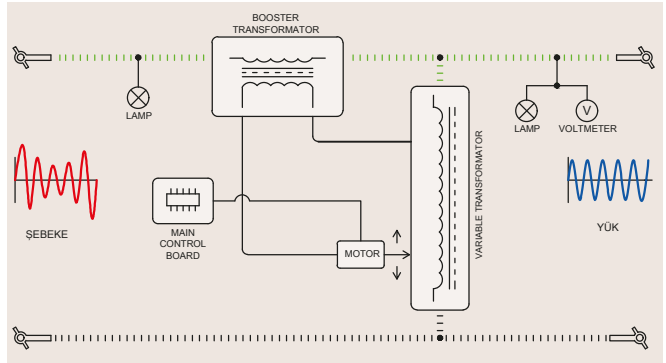 BOOSTER
TRANSFORMATOR
LAMP
LAMP
V
VOLTMETER
VARIABLE TRANSFORMATOR
ŞEBEKE
MAIN
CONTROL
BOARD
MOTOR
YÜK